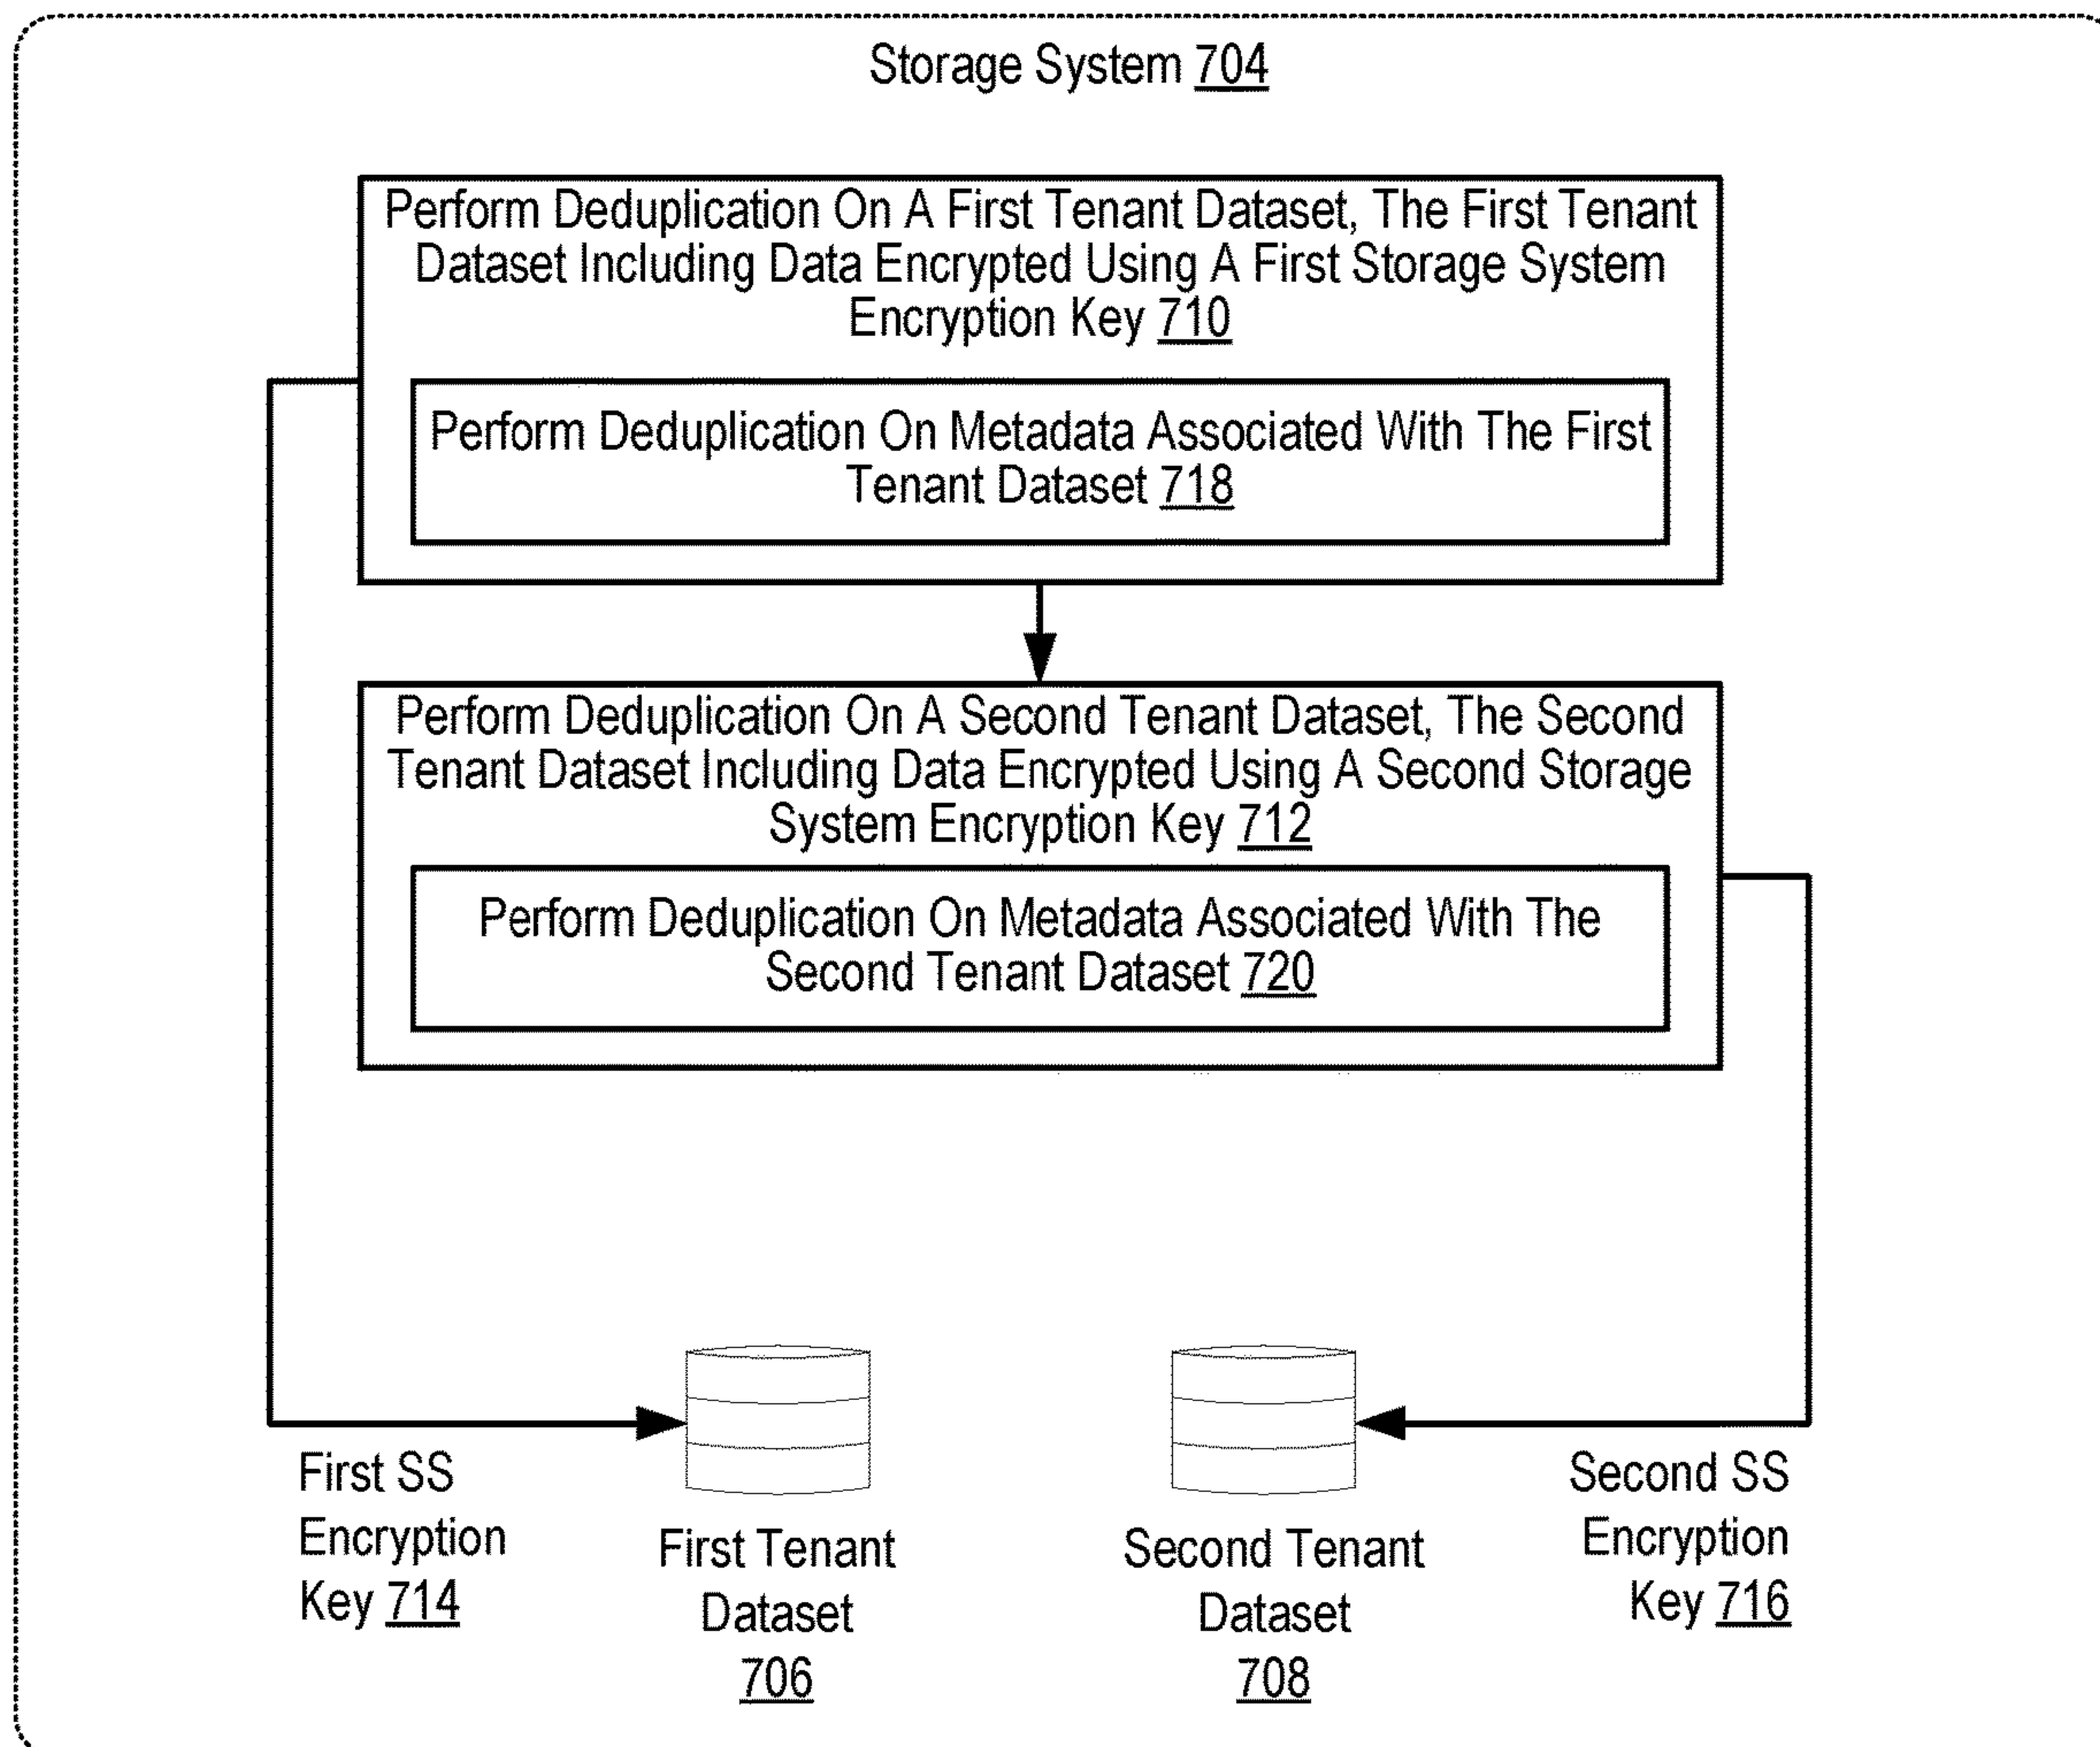 Storage System 704
Perform Deduplication On A First Tenant Dataset, The First Tenant
Dataset Including Data Encrypted Using A First Storage System
Encryption Key 710
Perform Deduplication On Metadata Associated With The First
Tenant Dataset 718
Perform Deduplication On A Second Tenant Dataset, The Second
Tenant Dataset Including Data Encrypted Using A Second Storage
System Encryption Key 712
Perform Deduplication On Metadata Associated With The
Second Tenant Dataset 720
First SS
Encryption
Key 714
First Tenant
Dataset
706
Second Tenant
Dataset
708
Second SS
Encryption
Key 716